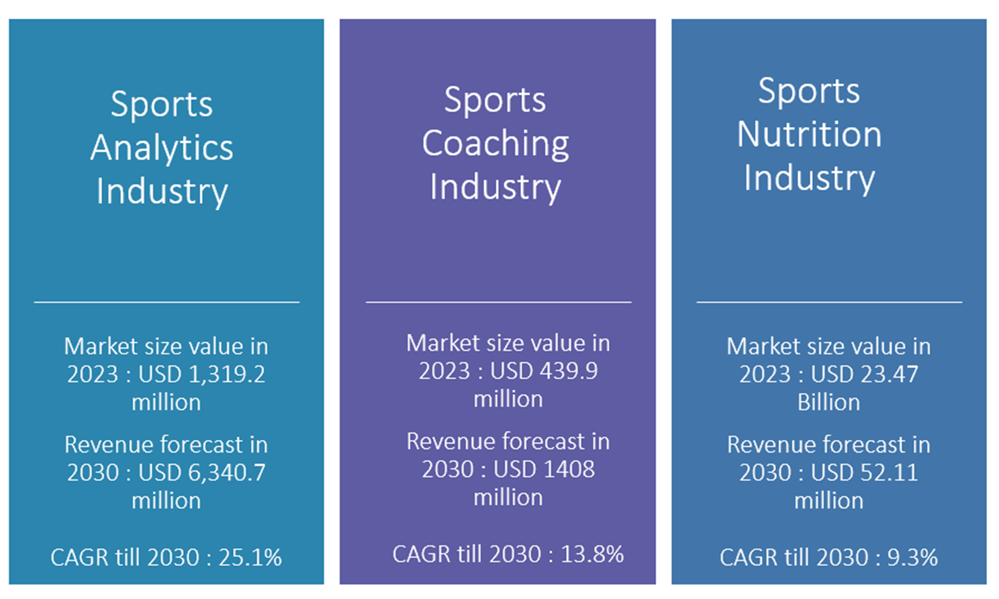 Sports
Analytics
Industry
Market size value in
2023 : USD 1,319.2
million
Revenue forecast in
2030 : USD 6,340.7
million
CAGR till 2030 : 25.1%
Sports
Coaching
Industry
Market size value in
2023 : USD 439.9
million
Revenue forecast in
2030 : USD 1408
million
CAGR till 2030 : 13.8%
Sports
Nutrition
Industry
Market size value in
2023 : USD 23.47
Billion
Revenue forecast in
2030 : USD 52.11
million
CAGR till 2030 : 9.3%